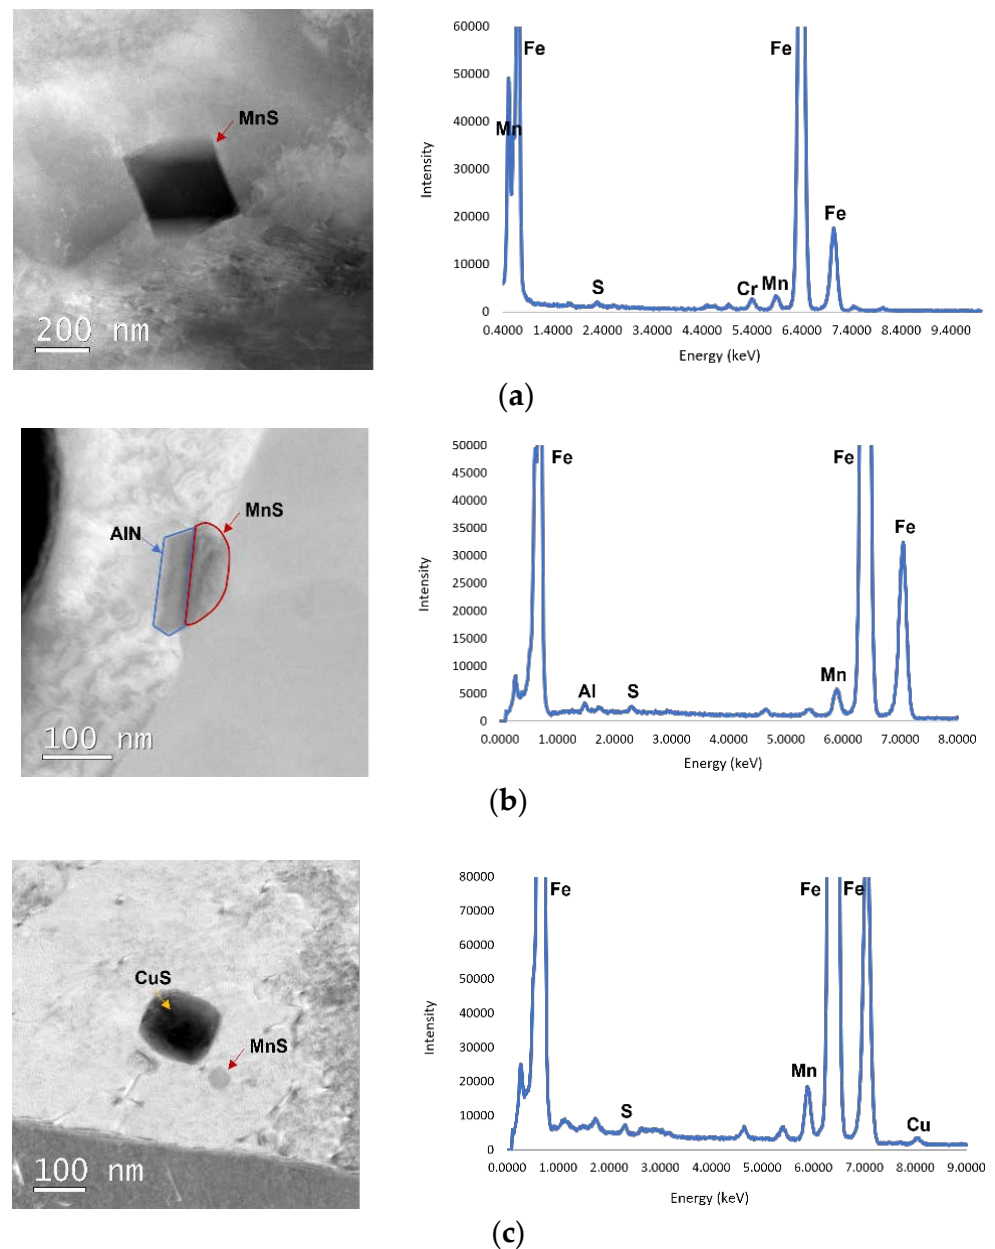 MnS
200 nm
60000
50000
40000
30000
20000
10000
0
Intensity
Fe
Mn
S
Cr
Mn
Fe
Fe
0.4000 1.4000 2.4000 3.4000 4.4000 5.4000 6.4000 7.4000 8.4000 9.4000
Energy (keV)
(a)
AlN
MnS
100 nm
50000
45000
40000
35000
30000
25000
20000
15000
10000
5000
0
Intensity
Fe
Al
S
Mn
Fe
Fe
0.0000 1.0000 2.0000 3.0000 4.0000 5.0000 6.0000 7.0000 8.0000
Energy (keV)
(b)
CuS
MnS
100 nm
80000
70000
60000
50000
40000
30000
20000
10000
0
Intensity
Fe
S
Mn
Fe
Fe
Cu
0.0000 1.0000 2.0000 3.0000 4.0000 5.0000 6.0000 7.0000 8.0000 9.0000
Energy (keV)
(c)